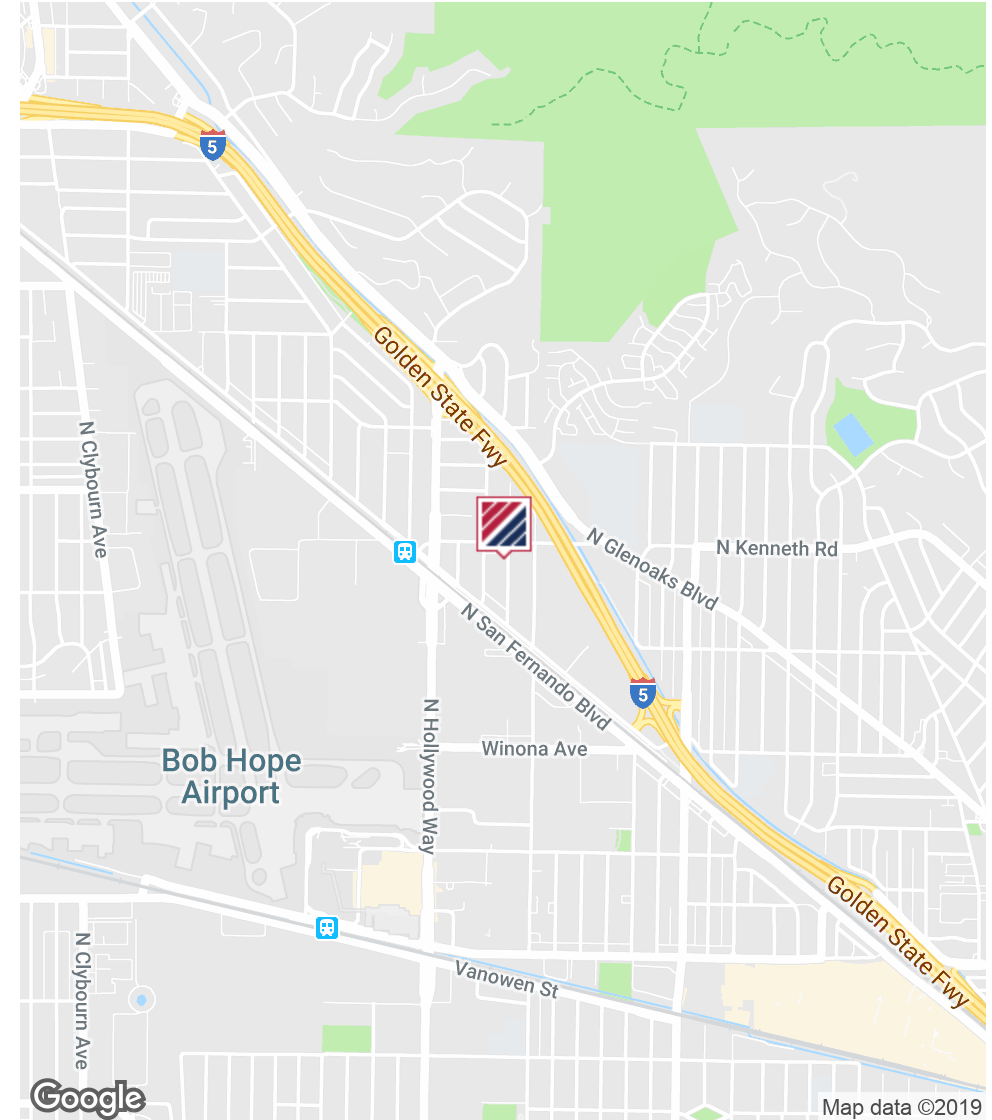 5
Golden State Fwy
N Clybourn Ave
N Glenoaks Blvd
N Kenneth Rd
N San Fernando Blvd
5
N Hollywood Way
Winona Ave
Bob Hope
Airport
Golden State Fwy
N Clybourn Ave
Vanowen St
Google
Map data ©2019